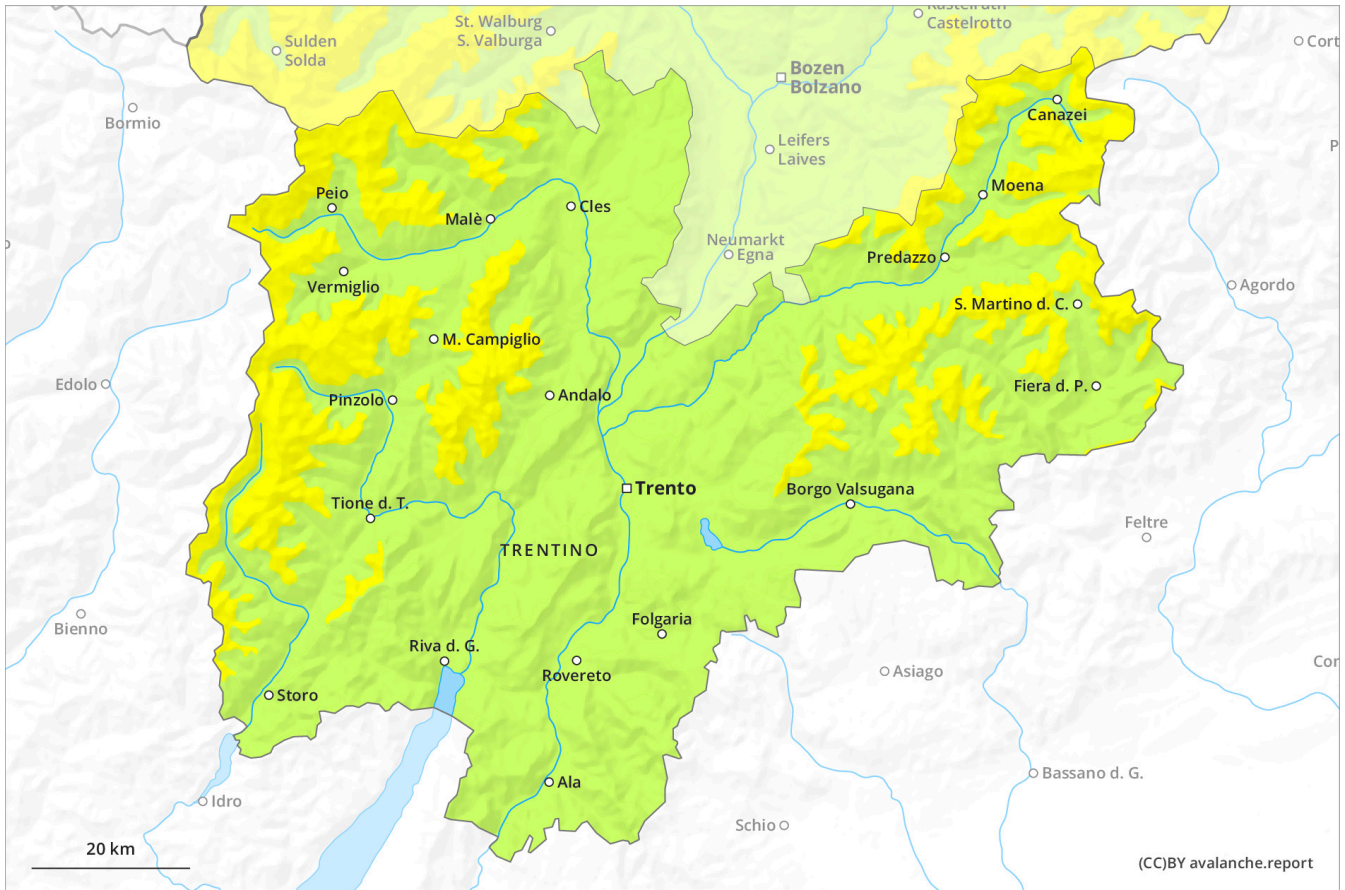 St. Walburg
S. Valburga
Kastelruth
Castelrotto
Sulden
Solda
Cort
Bozen
Bolzano
Bormio
Canazei
Leifers
Laives
P
Moena
Peio
Malè
Cles
Neumarkt
Egna
Predazzo
Vermiglio
Agordo
S. Martino d. C.
M. Campiglio
Edolo
Fiera d. P.
Andalo
Pinzolo
Trento
Borgo Valsugana
Tione d. T.
Feltre
TRENTINO
Folgaria
Bienno
Riva d. G.
Rovereto
Asiago
Cor
Storo
Bassano d. G.
Ala
Idro
Schio
20 km
(CC)BY avalanche.report